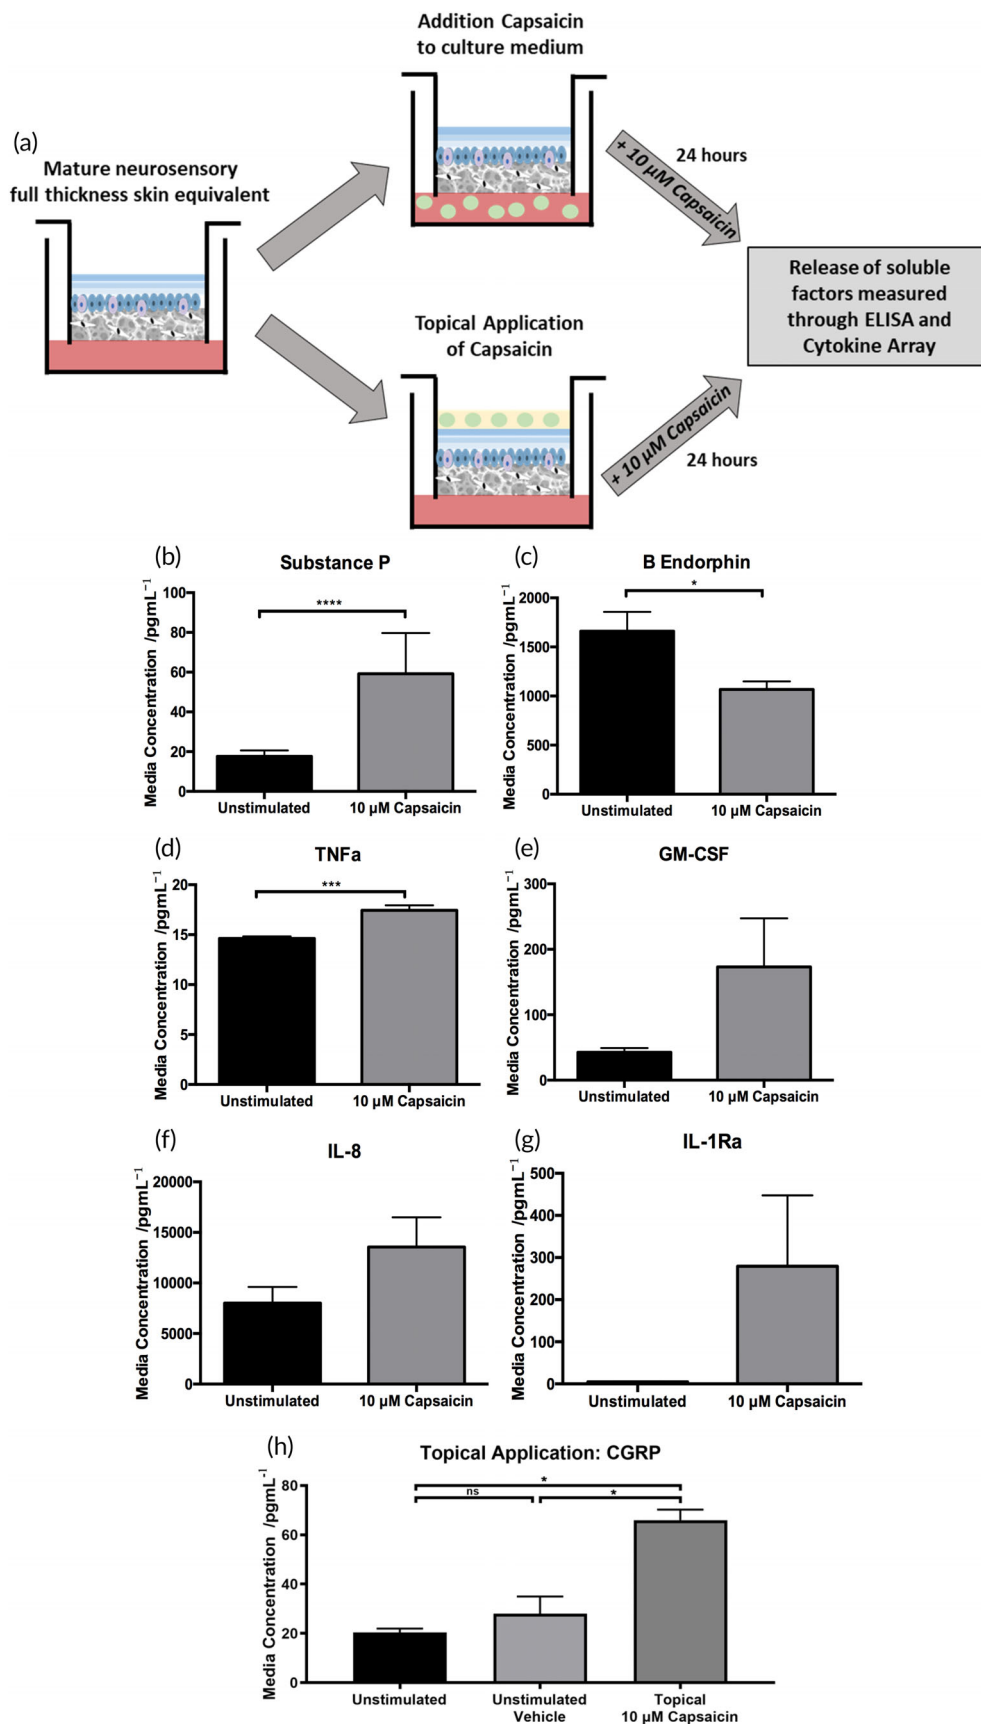 Addition Capsaicin
to culture medium
(a)
Mature neurosensory
full thickness skin equivalent
+ 10 µM Capsaicin
24 hours
Release of soluble
factors measured
through ELISA and
Cytokine Array
Topical Application
of Capsaicin
+ 10 µM Capsaicin
24 hours
(b)
Substance P
Media Concentration /pgmL⁻¹
100
80
60
40
20
0
****
Unstimulated
10 µM Capsaicin
(c)
B Endorphin
Media Concentration /pgmL⁻¹
2000
1500
1000
500
0
*
Unstimulated
10 µM Capsaicin
(d)
TNFa
Media Concentration /pgmL⁻¹
20
15
10
5
0
***
Unstimulated
10 µM Capsaicin
(e)
GM-CSF
Media Concentration /pgmL⁻¹
300
200
100
0
Unstimulated
10 µM Capsaicin
(f)
IL-8
Media Concentration /pgmL⁻¹
20000
15000
10000
5000
0
Unstimulated
10 µM Capsaicin
(g)
IL-1Ra
Media Concentration /pgmL⁻¹
500
400
300
200
100
0
Unstimulated
10 µM Capsaicin
(h)
Topical Application: CGRP
Media Concentration /pgmL⁻¹
80
60
40
20
0
*
ns
*
Unstimulated
Unstimulated
Vehicle
Topical
10 µM Capsaicin